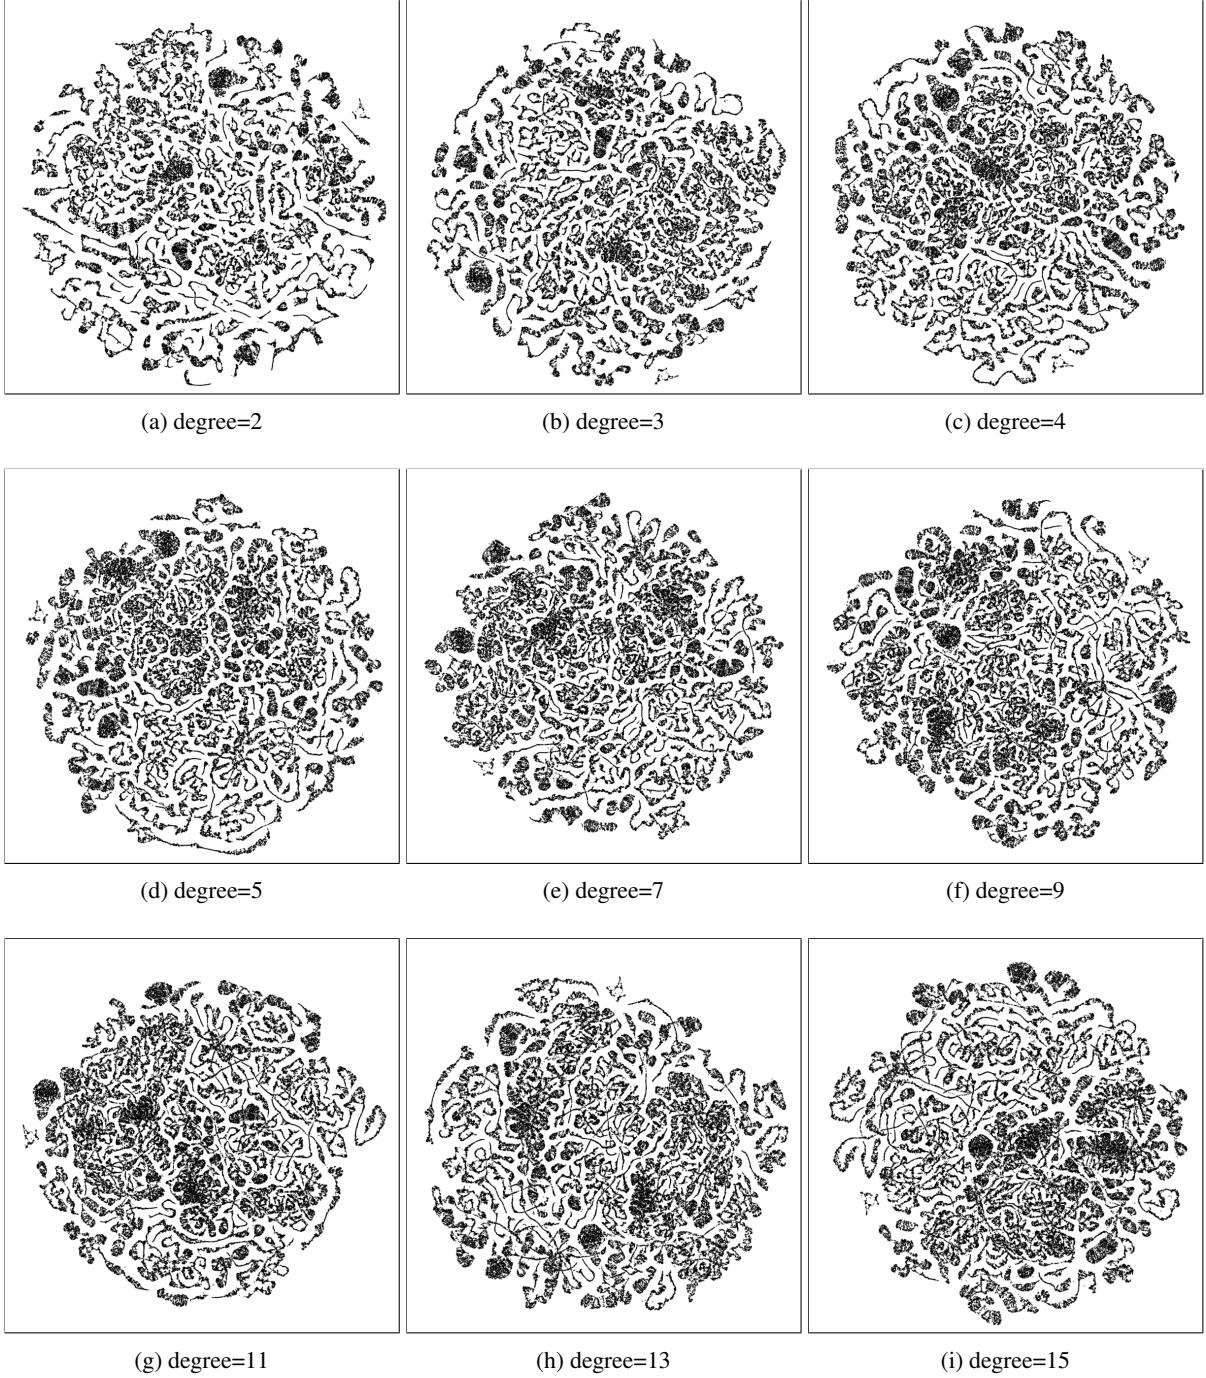 (a) degree=2
(b) degree=3
(c) degree=4
(d) degree=5
(e) degree=7
(f) degree=9
(g) degree=11
(h) degree=13
(i) degree=15